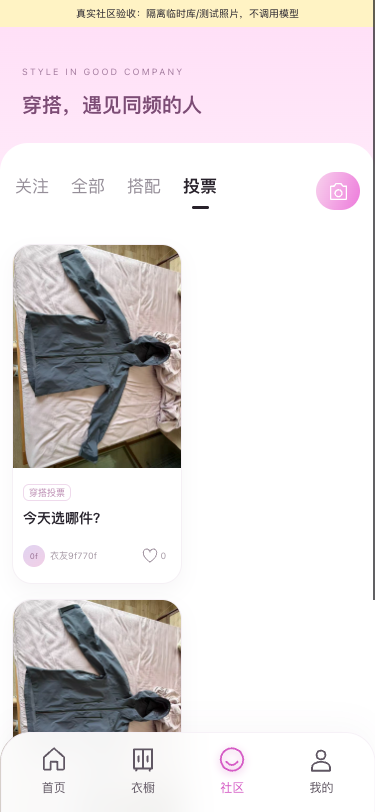 真实社区验收：隔离临时库/测试照片，不调用模型
STYLE IN GOOD COMPANY
穿搭，遇见同频的人
关注 全部 搭配 投票
穿搭投票
今天选哪件?
0f 衣友9f770f 0
首页 衣橱 社区 我的